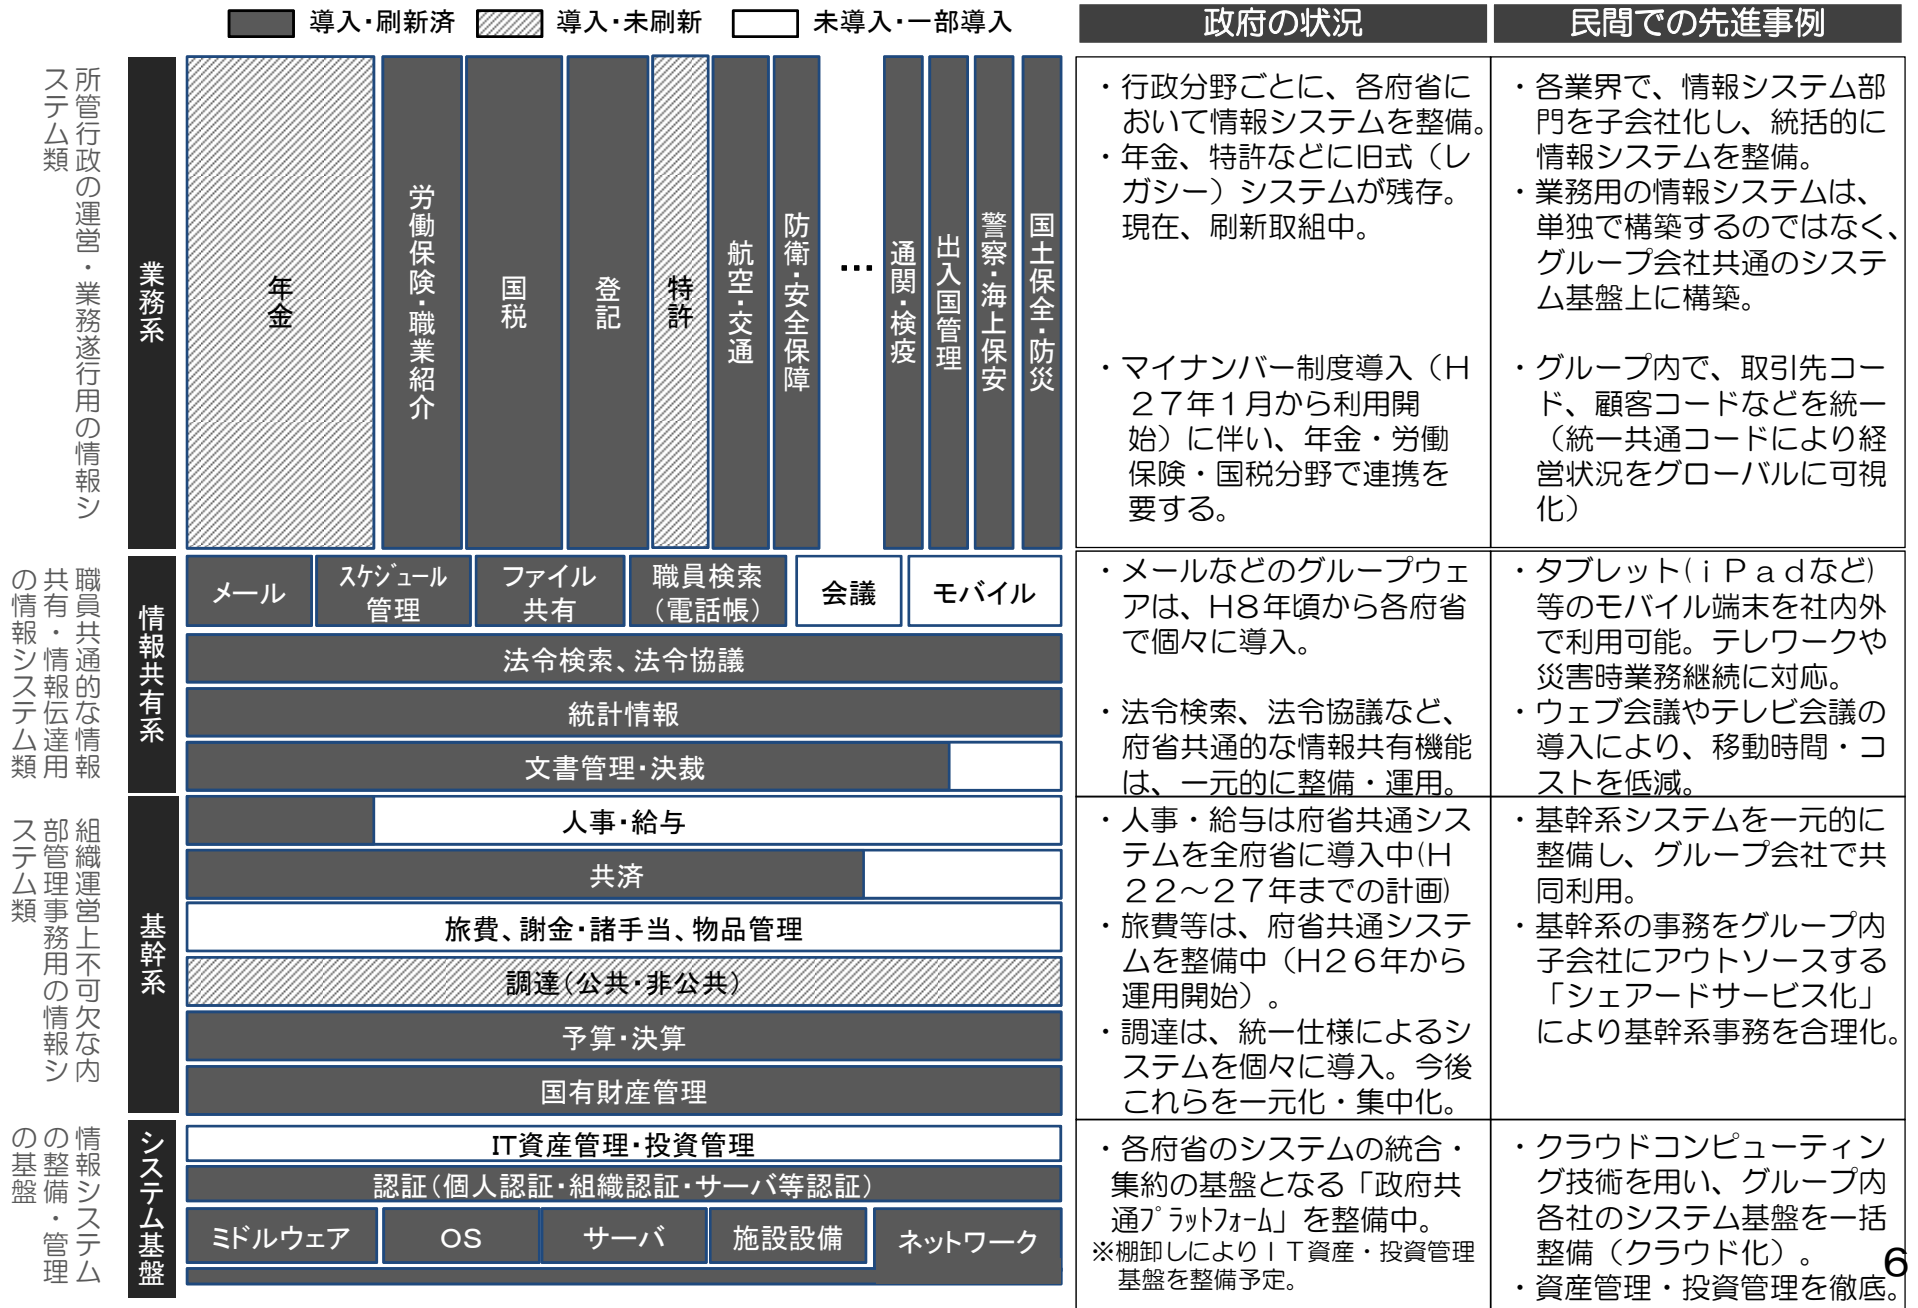 導入・刷新済
導入・未刷新
未導入・一部導入
政府の状況
民間での先進事例
所管行政の運営・業務遂行用の情報シ
ステム類
業務系
年金
労働保険・職業紹介
国税
登記
特許
航空・交通
防衛・安全保障
…
通関・検疫
出入国管理
警察・海上保安
国土保全・防災
・行政分野ごとに、各府省に
おいて情報システムを整備。
・年金、特許などに旧式（レ
ガシー）システムが残存。
現在、刷新取組中。
・マイナンバー制度導入（Ｈ
２７年１月から利用開
始）に伴い、年金・労働
保険・国税分野で連携を
要する。
・各業界で、情報システム部
門を子会社化し、統括的に
情報システムを整備。
・業務用の情報システムは、
単独で構築するのではなく、
グループ会社共通のシステ
ム基盤上に構築。
・グループ内で、取引先コー
ド、顧客コードなどを統一
（統一共通コードにより経
営状況をグローバルに可視
化）
職員共通的な情報
共有・情報伝達用
の情報システム類
情報共有系
メール
ｽｹｼﾞｭｰﾙ
管理
ファイル
共有
職員検索
（電話帳）
会議
モバイル
法令検索、法令協議
統計情報
文書管理・決裁
・メールなどのグループウェ
アは、Ｈ８年頃から各府省
で個々に導入。
・法令検索、法令協議など、
府省共通的な情報共有機能
は、一元的に整備・運用。
・タブレット(ｉＰａｄなど)
等のモバイル端末を社内外
で利用可能。テレワークや
災害時業務継続に対応。
・ウェブ会議やテレビ会議の
導入により、移動時間・コ
ストを低減。
組織運営上不可欠な内
部管理事務用の情報シ
ステム類
基幹系
人事・給与
共済
旅費、謝金・諸手当、物品管理
調達（公共・非公共）
予算・決算
国有財産管理
・人事・給与は府省共通シス
テムを全府省に導入中(Ｈ
２２～２７年までの計画)
・旅費等は、府省共通システ
ムを整備中（Ｈ２６年から
運用開始）。
・調達は、統一仕様によるシ
ステムを個々に導入。今後
これらを一元化・集中化。
・基幹系システムを一元的に
整備し、グループ会社で共
同利用。
・基幹系の事務をグループ内
子会社にアウトソースする
「シェアードサービス化」
により基幹系事務を合理化。
情報システム
の整備・管理
の基盤
システム基盤
IT資産管理・投資管理
認証（個人認証・組織認証・サーバ等認証）
ミドルウェア
ＯＳ
サーバ
施設設備
ネットワーク
・各府省のシステムの統合・
集約の基盤となる「政府共
通ﾌﾟﾗｯﾄﾌｫｰﾑ」を整備中。
※棚卸しによりＩＴ資産・投資管理
基盤を整備予定。
・クラウドコンピューティン
グ技術を用い、グループ内
各社のシステム基盤を一括
整備（クラウド化）。
・資産管理・投資管理を徹底。
6